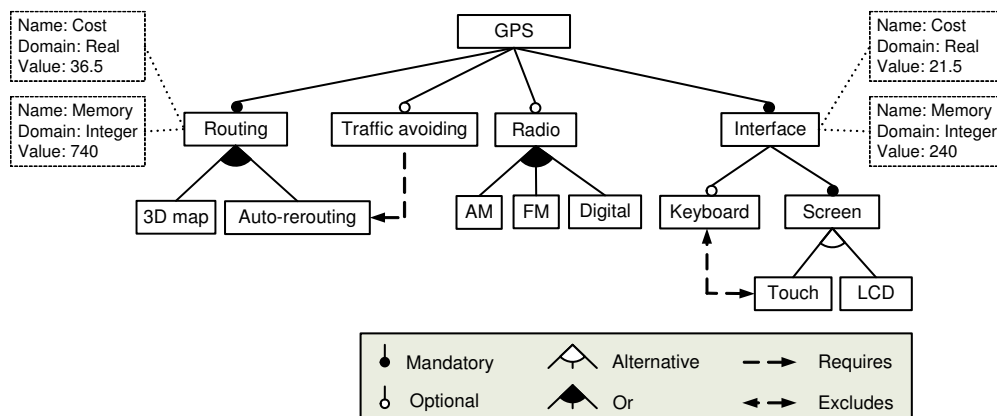 GPS
Name: Cost
Domain: Real
Value: 36.5
Name: Memory
Domain: Integer
Value: 740
Name: Cost
Domain: Real
Value: 21.5
Name: Memory
Domain: Integer
Value: 240
Routing
Traffic avoiding
Radio
Interface
3D map
Auto-rerouting
AM
FM
Digital
Keyboard
Screen
Touch
LCD
Mandatory
Alternative
Requires
Optional
Or
Excludes